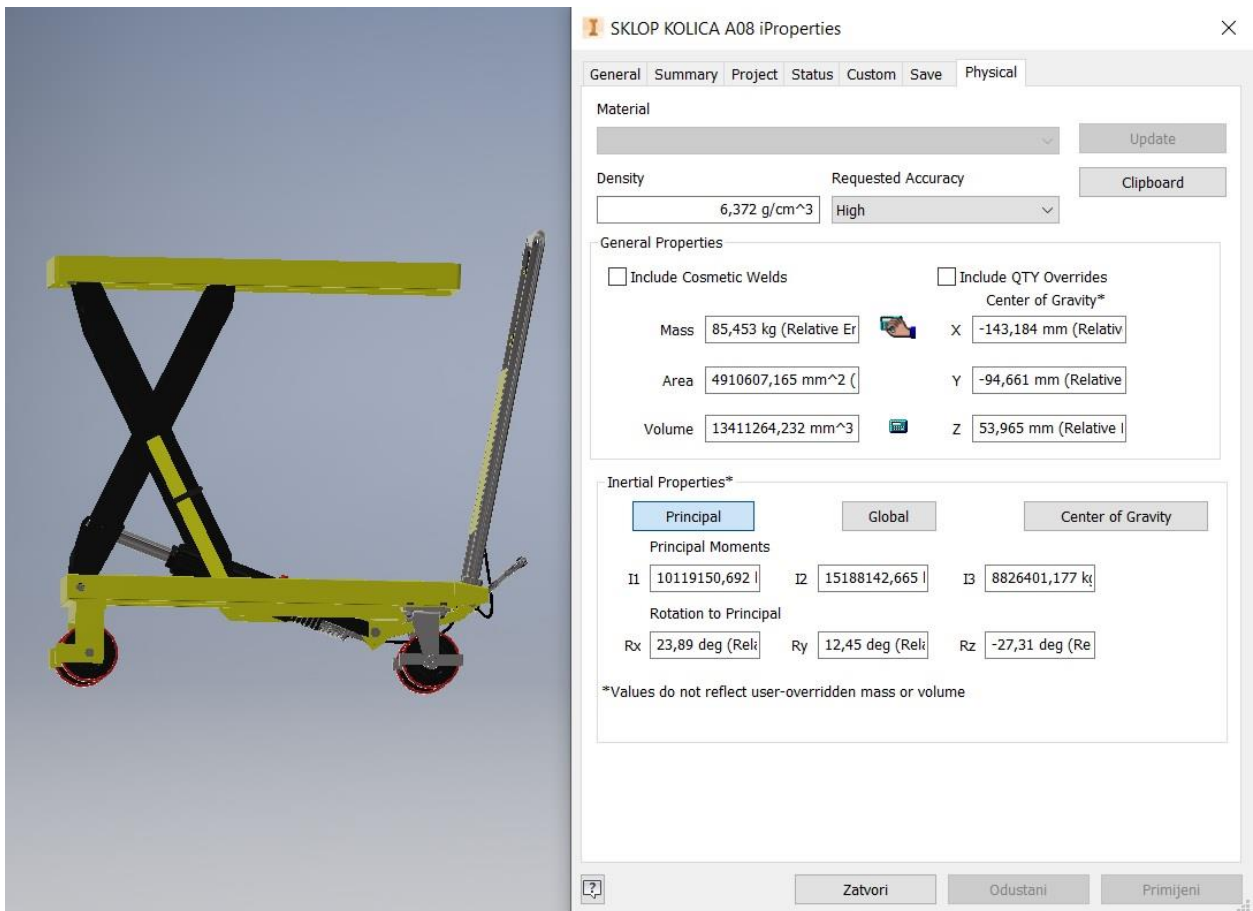 SKLOP KOLICA A08 iProperties
General Summary Project Status Custom Save Physical
Material
Update
Density Requested Accuracy
Clipboard
6,372 g/cm^3 High
General Properties
Include Cosmetic Welds Include QTY Overrides
Center of Gravity*
Mass 85,453 kg (Relative Er X -143,184 mm (Relativ
Area 4910607,165 mm^2 ( Y -94,661 mm (Relative
Volume 13411264,232 mm^3 Z 53,965 mm (Relative
Inertial Properties*
Principal Global Center of Gravity
Principal Moments
I1 10119150,692 I2 15188142,665 I3 8826401,177 kg
Rotation to Principal
Rx 23,89 deg (Rela Ry 12,45 deg (Rela Rz -27,31 deg (Re
*Values do not reflect user-overridden mass or volume
? Zatvori Odustani Primijeni